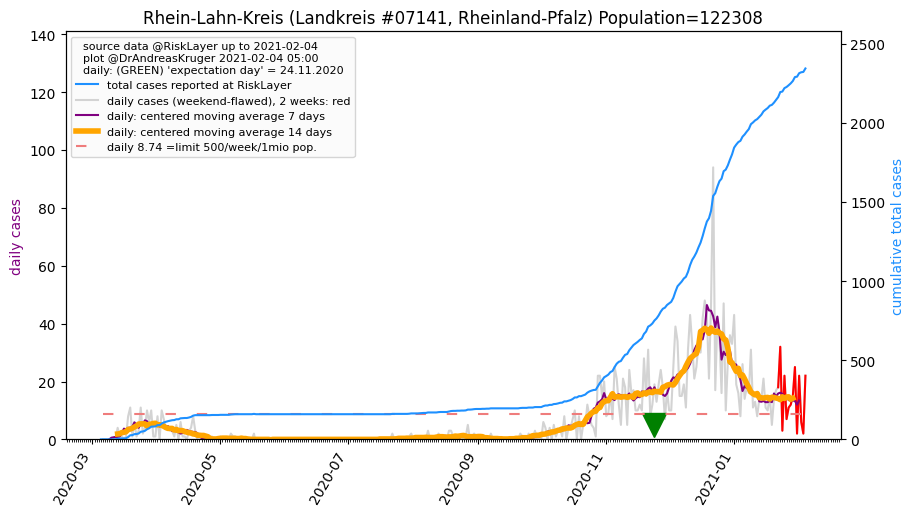 Rhein-Lahn-Kreis (Landkreis #07141, Rheinland-Pfalz) Population=122308
source data @RiskLayer up to 2021-02-04
plot @DrAndreasKruger 2021-02-04 05:00
daily: (GREEN) 'expectation day' = 24.11.2020
total cases reported at RiskLayer
daily cases (weekend-flawed), 2 weeks: red
daily: centered moving average 7 days
daily: centered moving average 14 days
daily 8.74 =limit 500/week/1mio pop.
daily cases
140
120
100
80
60
40
20
0
cumulative total cases
2500
2000
1500
1000
500
0
2020-03
2020-05
2020-07
2020-09
2020-11
2021-01